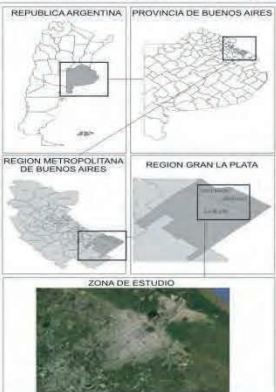 REPUBLICA ARGENTINA
PROVINCIA DE BUENOS AIRES
REGION METROPOLITANA
DE BUENOS AIRES
REGION GRAN LA PLATA
ZONA DE ESTUDIO